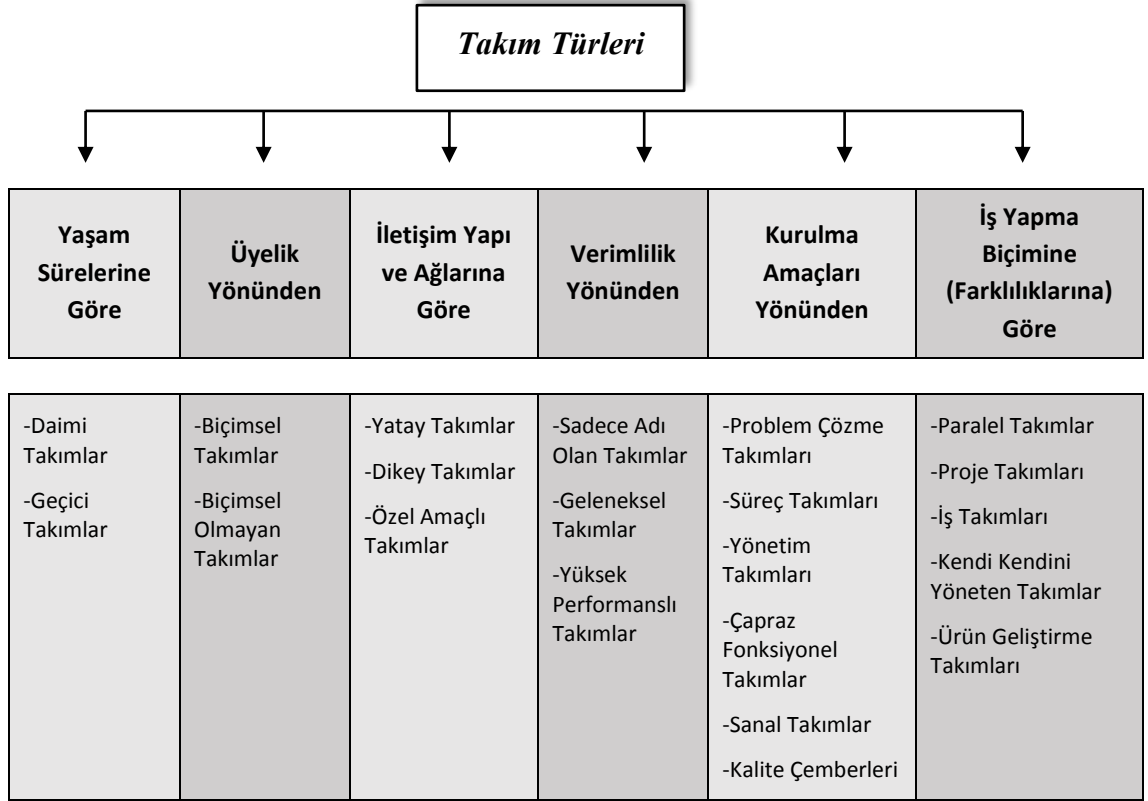 Takım Türleri
Yaşam
Sürelerine
Göre
Üyelik
Yönünden
İletişim Yapı
ve Ağlarına
Göre
Verimlilik
Yönünden
Kurulma
Amaçları
Yönünden
İş Yapma
Biçimine
(Farklılıklarına)
Göre
-Daimi
Takımlar
-Geçici
Takımlar
-Biçimsel
Takımlar
-Biçimsel
Olmayan
Takımlar
-Yatay Takımlar
-Dikey Takımlar
-Özel Amaçlı
Takımlar
-Sadece Adı
Olan Takımlar
-Geleneksel
Takımlar
-Yüksek
Performanslı
Takımlar
-Problem Çözme
Takımları
-Süreç Takımları
-Yönetim
Takımları
-Çapraz
Fonksiyonel
Takımlar
-Sanal Takımlar
-Kalite Çemberleri
-Paralel Takımlar
-Proje Takımları
-İş Takımları
-Kendi Kendini
Yöneten Takımlar
-Ürün Geliştirme
Takımları